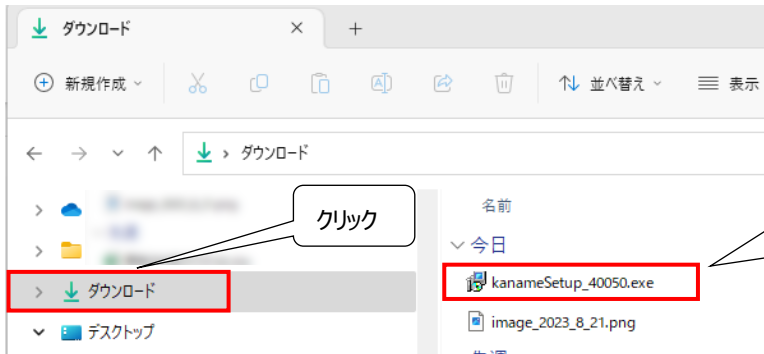 ダウンロード
新規作成
並べ替え
表示
ダウンロード
クリック
名前
今日
ダウンロード
kanameSetup_40050.exe
image_2023_8_21.png
デスクトップ